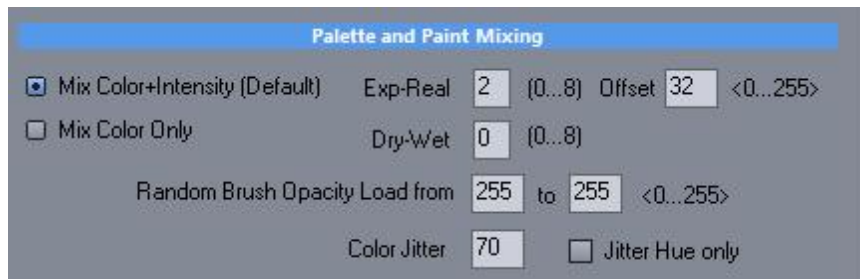 Palette and Paint Mixing
Mix Color+Intensity (Default) Exp-Real 2 (0...8) Offset 32 <0...255>
Mix Color Only Dry-Wet 0 (0...8)
Random Brush Opacity Load from 255 to 255 <0...255>
Color Jitter 70 Jitter Hue only